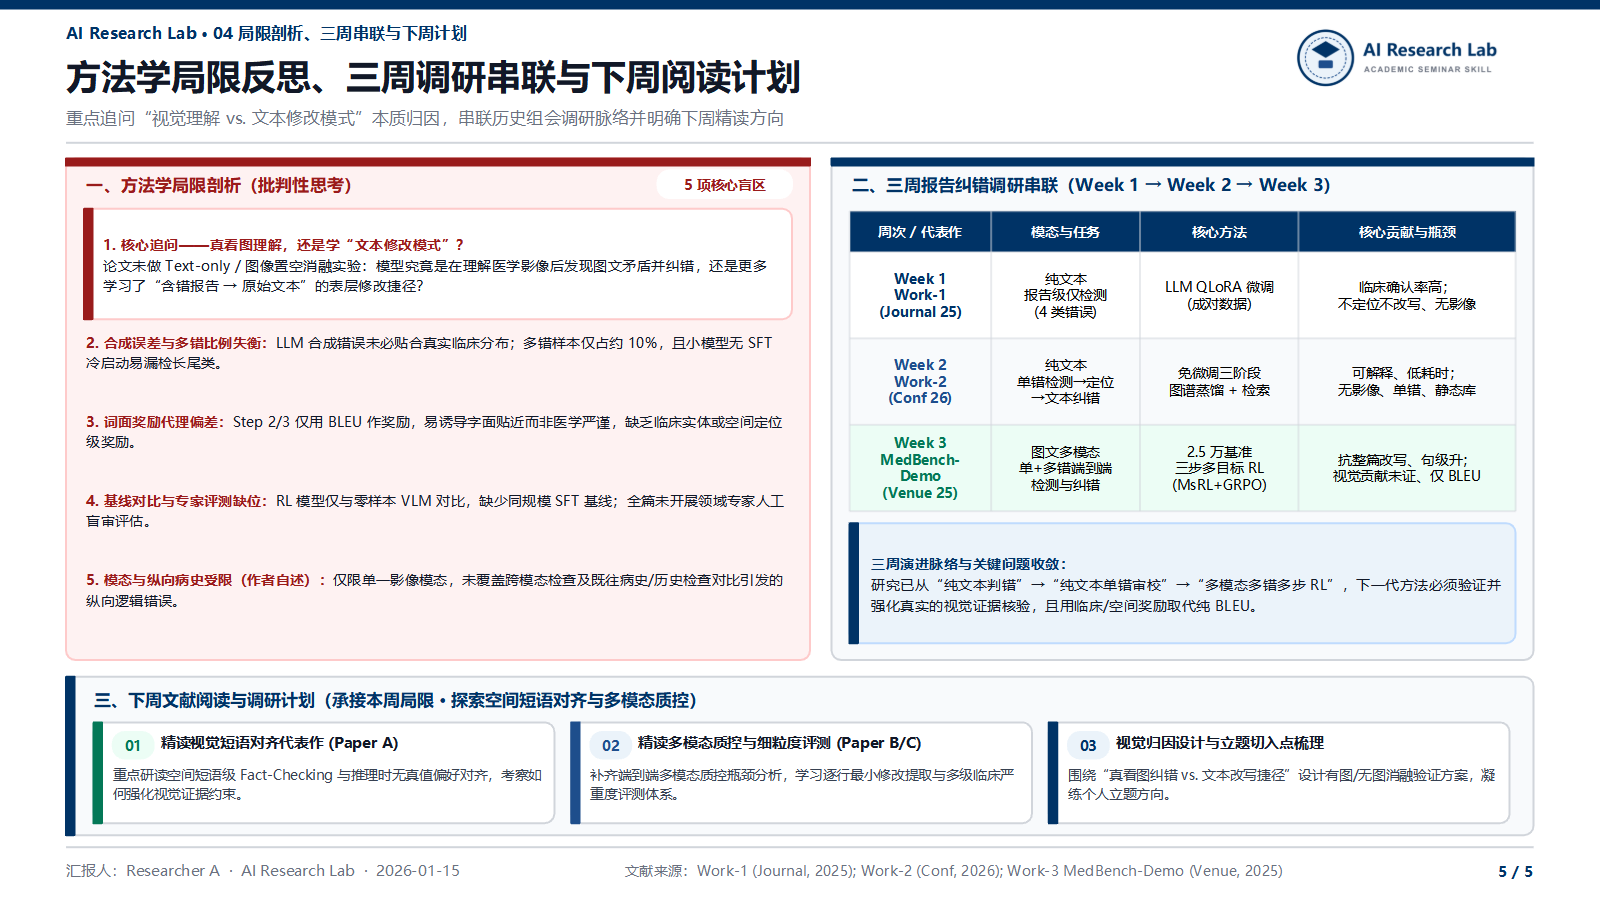 AI Research Lab • 04 局限剖析、三周串联与下周计划
方法学局限反思、三周调研串联与下周阅读计划
重点追问“视觉理解 vs. 文本修改模式”本质归因，串联历史组会调研脉络并明确下周精读方向
AI Research Lab
ACADEMIC SEMINAR SKILL
一、方法学局限剖析（批判性思考）
5 项核心盲区
1. 核心追问——真看图理解，还是学“文本修改模式”？
论文未做 Text-only / 图像置空消融实验：模型究竟是在理解医学影像后发现图文矛盾并纠错，还是更多
学习了“含错报告 → 原始文本”的表层修改捷径？
2. 合成误差与多错比例失衡：LLM 合成错误未必贴合真实临床分布；多错样本仅占约 10%，且小模型无 SFT
冷启动易漏检长尾类。
3. 词面奖励代理偏差：Step 2/3 仅用 BLEU 作奖励，易诱导字面贴近而非医学严谨，缺乏临床实体或空间定位
级奖励。
4. 基线对比与专家评测缺位：RL 模型仅与零样本 VLM 对比，缺少同规模 SFT 基线；全篇未开展领域专家人工
盲审评估。
5. 模态与纵向病史受限（作者自述）：仅限单一影像模态，未覆盖跨模态检查及既往病史/历史检查对比引发的
纵向逻辑错误。
二、三周报告纠错调研串联（Week 1 → Week 2 → Week 3）
周次 / 代表作
模态与任务
核心方法
核心贡献与瓶颈
Week 1
Work-1
(Journal 25)
纯文本
报告级仅检测
(4 类错误)
LLM QLoRA 微调
(成对数据)
临床确认率高；
不定位不改写、无影像
Week 2
Work-2
(Conf 26)
纯文本
单错检测→定位
→文本纠错
免微调三阶段
图谱蒸馏 + 检索
可解释、低耗时；
无影像、单错、静态库
Week 3
MedBench-
Demo
(Venue 25)
图文多模态
单+多错端到端
检测与纠错
2.5 万基准
三步多目标 RL
(MsRL+GRPO)
抗整篇改写、句级升；
视觉贡献未证、仅 BLEU
三周演进脉络与关键问题收敛：
研究已从“纯文本判错”→“纯文本单错审校”→“多模态多错多步 RL”，下一代方法必须验证并
强化真实的视觉证据核验，且用临床/空间奖励取代纯 BLEU。
三、下周文献阅读与调研计划（承接本周局限 • 探索空间短语对齐与多模态质控）
01 精读视觉短语对齐代表作 (Paper A)
重点研读空间短语级 Fact-Checking 与推理时无真值偏好对齐，考察如
何强化视觉证据约束。
02 精读多模态质控与细粒度评测 (Paper B/C)
补齐端到端多模态质控瓶颈分析，学习逐行最小修改提取与多级临床严
重度评测体系。
03 视觉归因设计与立题切入点梳理
围绕“真看图纠错 vs. 文本改写捷径”设计有图/无图消融验证方案，凝
练个人立题方向。
汇报人：Researcher A · AI Research Lab · 2026-01-15
文献来源：Work-1 (Journal, 2025); Work-2 (Conf, 2026); Work-3 MedBench-Demo (Venue, 2025)
5 / 5